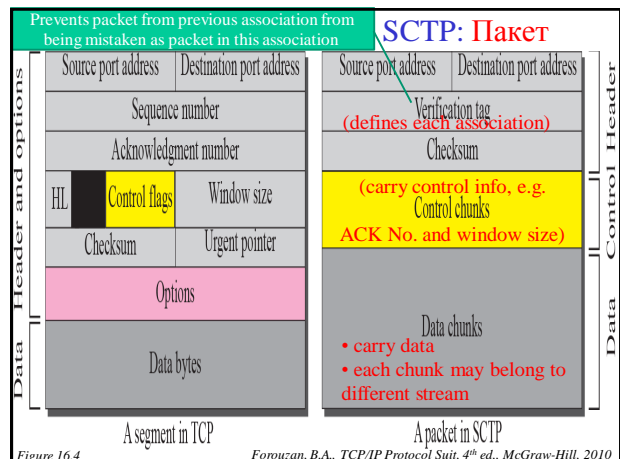 Prevents packet from previous association from
being mistaken as packet in this association
SCTP: Пакет
Header and options
Data
Source port address
Destination port address
Sequence number
Acknowledgment number
HL
Control flags
Window size
Checksum
Urgent pointer
Options
Data bytes
A segment in TCP
Source port address
Destination port address
Verification tag
(defines each association)
Checksum
(carry control info, e.g.
Control chunks
ACK No. and window size)
Data chunks
• carry data
• each chunk may belong to
different stream
Header
Control
Data
A packet in SCTP
Figure 16.4
Forouzan, B.A., TCP/IP Protocol Suit, 4th ed., McGraw-Hill, 2010